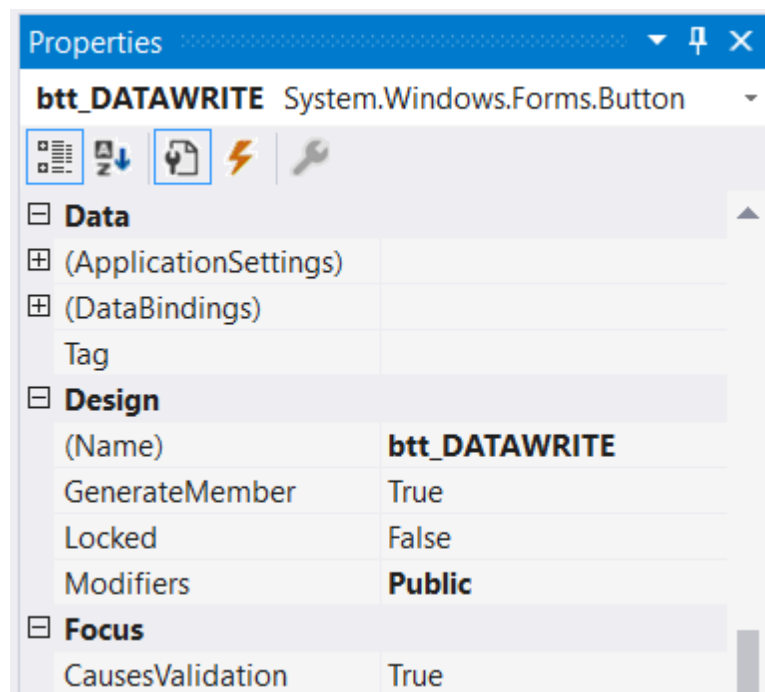 Properties
btt_DATAWRITE System.Windows.Forms.Button
Data
(ApplicationSettings)
(DataBindings)
Tag
Design
(Name) btt_DATAWRITE
GenerateMember True
Locked False
Modifiers Public
Focus
CausesValidation True